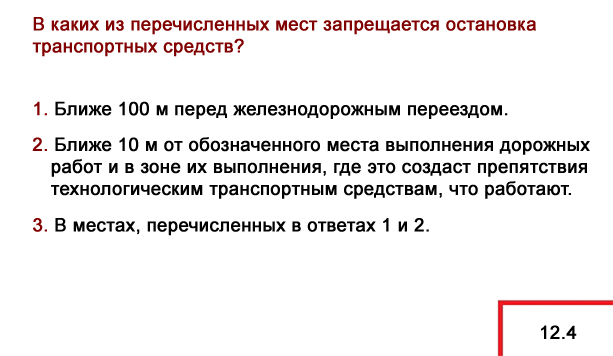 В каких из перечисленных мест запрещается остановка
транспортных средств?
1. Ближе 100 м перед железнодорожным переездом.
2. Ближе 10 м от обозначенного места выполнения дорожных
работ и в зоне их выполнения, где это создаст препятствия
технологическим транспортным средствам, что работают.
3. В местах, перечисленных в ответах 1 и 2.
12.4